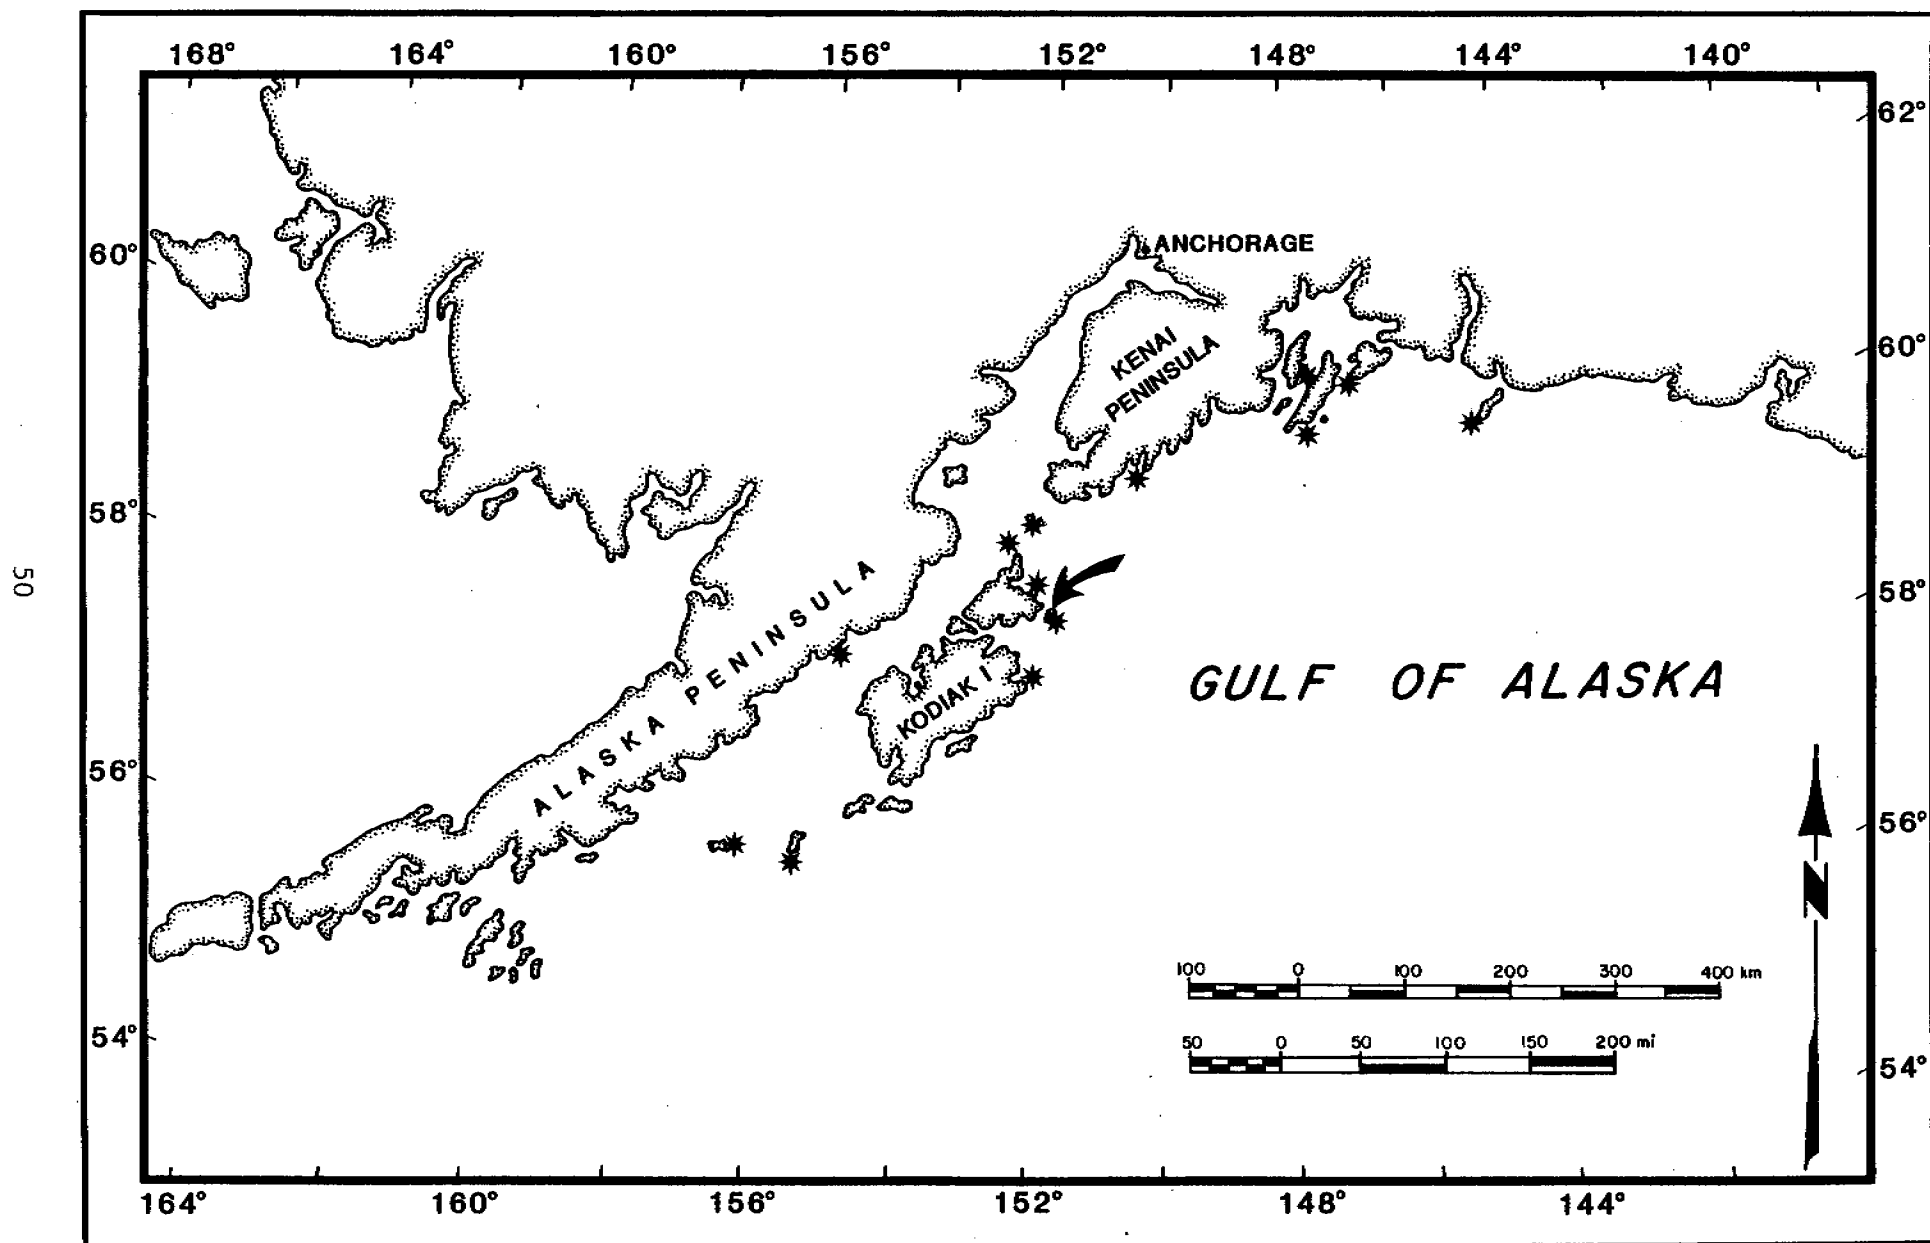 168° 164° 160° 156° 152° 148° 144° 140°
62°
ANCHORAGE
60°
60°
KENAI
PENINSULA
58°
58°
ALASKA PENINSULA
GULF OF ALASKA
KODIAK I
56°
56°
N
100 0 100 200 300 400 km
50 0 50 100 150 200 mi
54°
54°
164° 160° 156° 152° 148° 144°
50